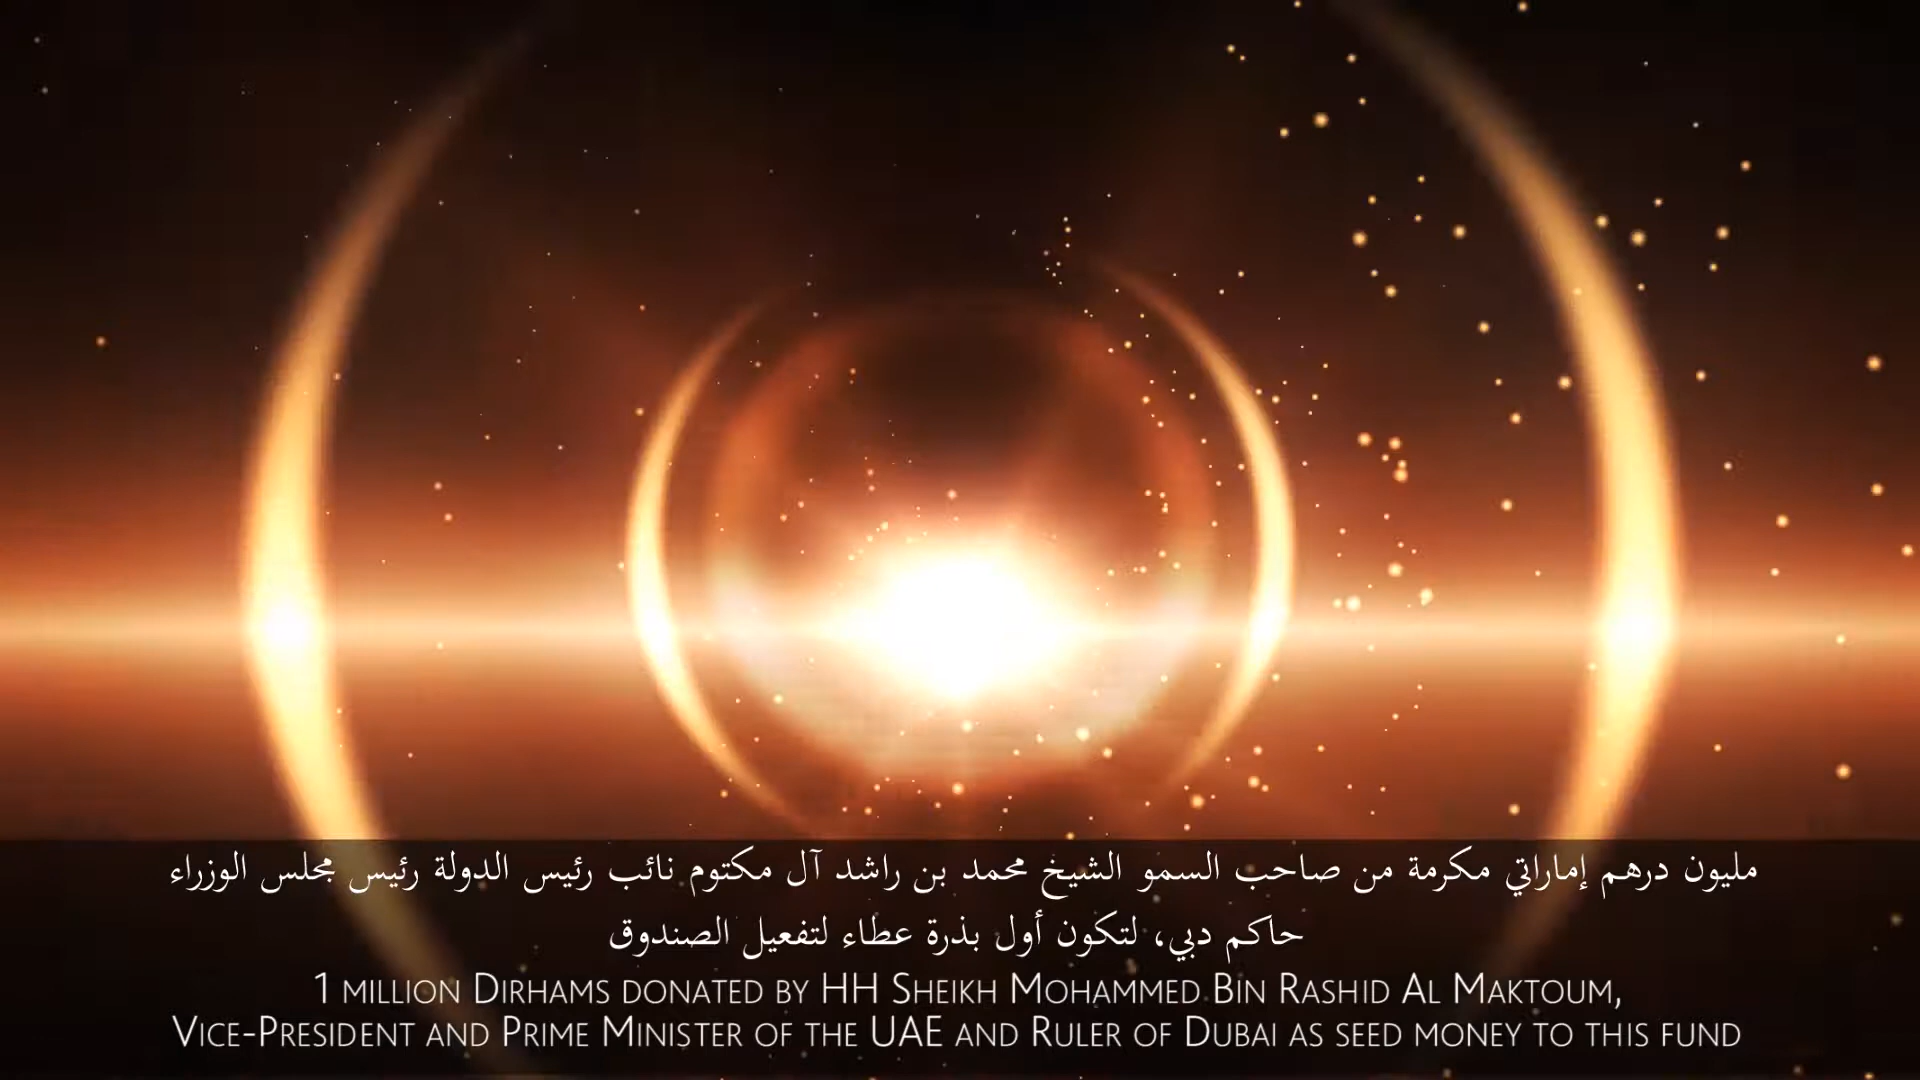 مليون درهم إماراتي مكرمة من صاحب السمو الشيخ محمد بن راشد آل مكتوم نائب رئيس الدولة رئيس مجلس الوزراء
حاكم دبي، لتكون أول بذرة عطاء لتفعيل الصندوق
1 MILLION DIRHAMS DONATED BY HH SHEIKH MOHAMMED BIN RASHID AL MAKTOUM,
VICE-PRESIDENT AND PRIME MINISTER OF THE UAE AND RULER OF DUBAI AS SEED MONEY TO THIS FUND